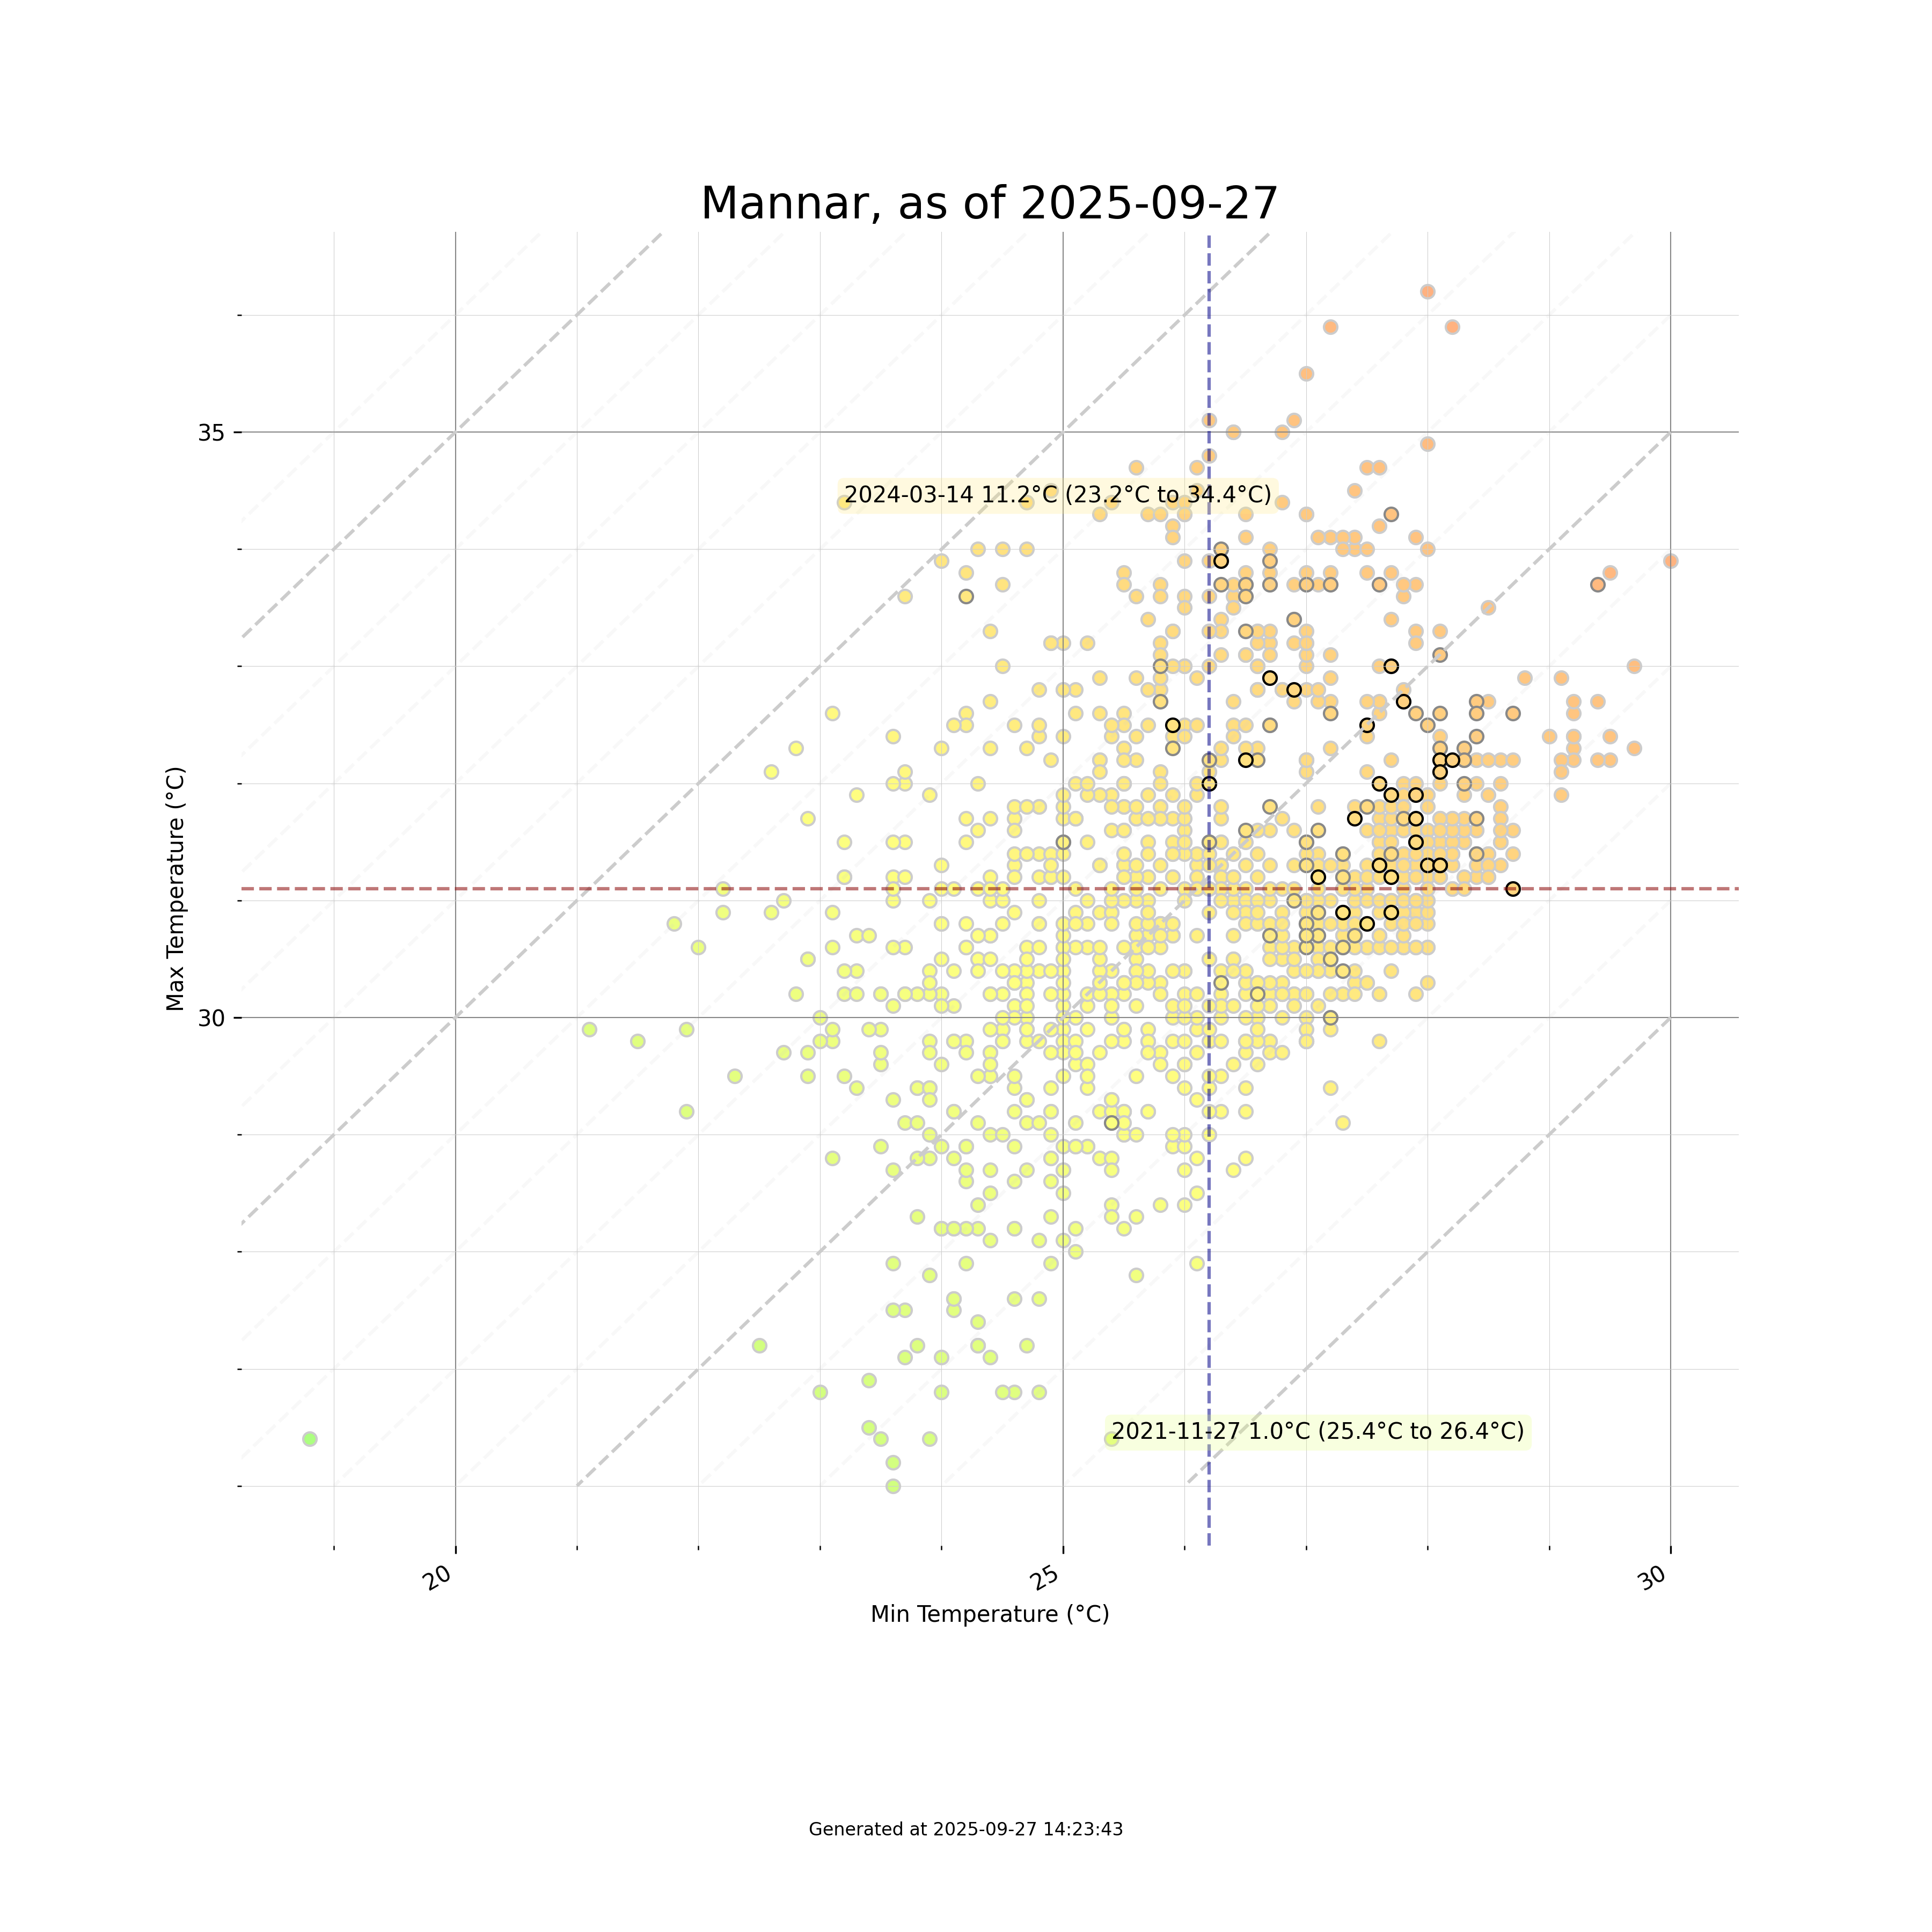 Mannar, as of 2025-09-27
35
2024-03-14 11.2°C (23.2°C to 34.4°C)
Max Temperature (°C)
30
2021-11-27 1.0°C (25.4°C to 26.4°C)
20
25
30
Min Temperature (°C)
Generated at 2025-09-27 14:23:43